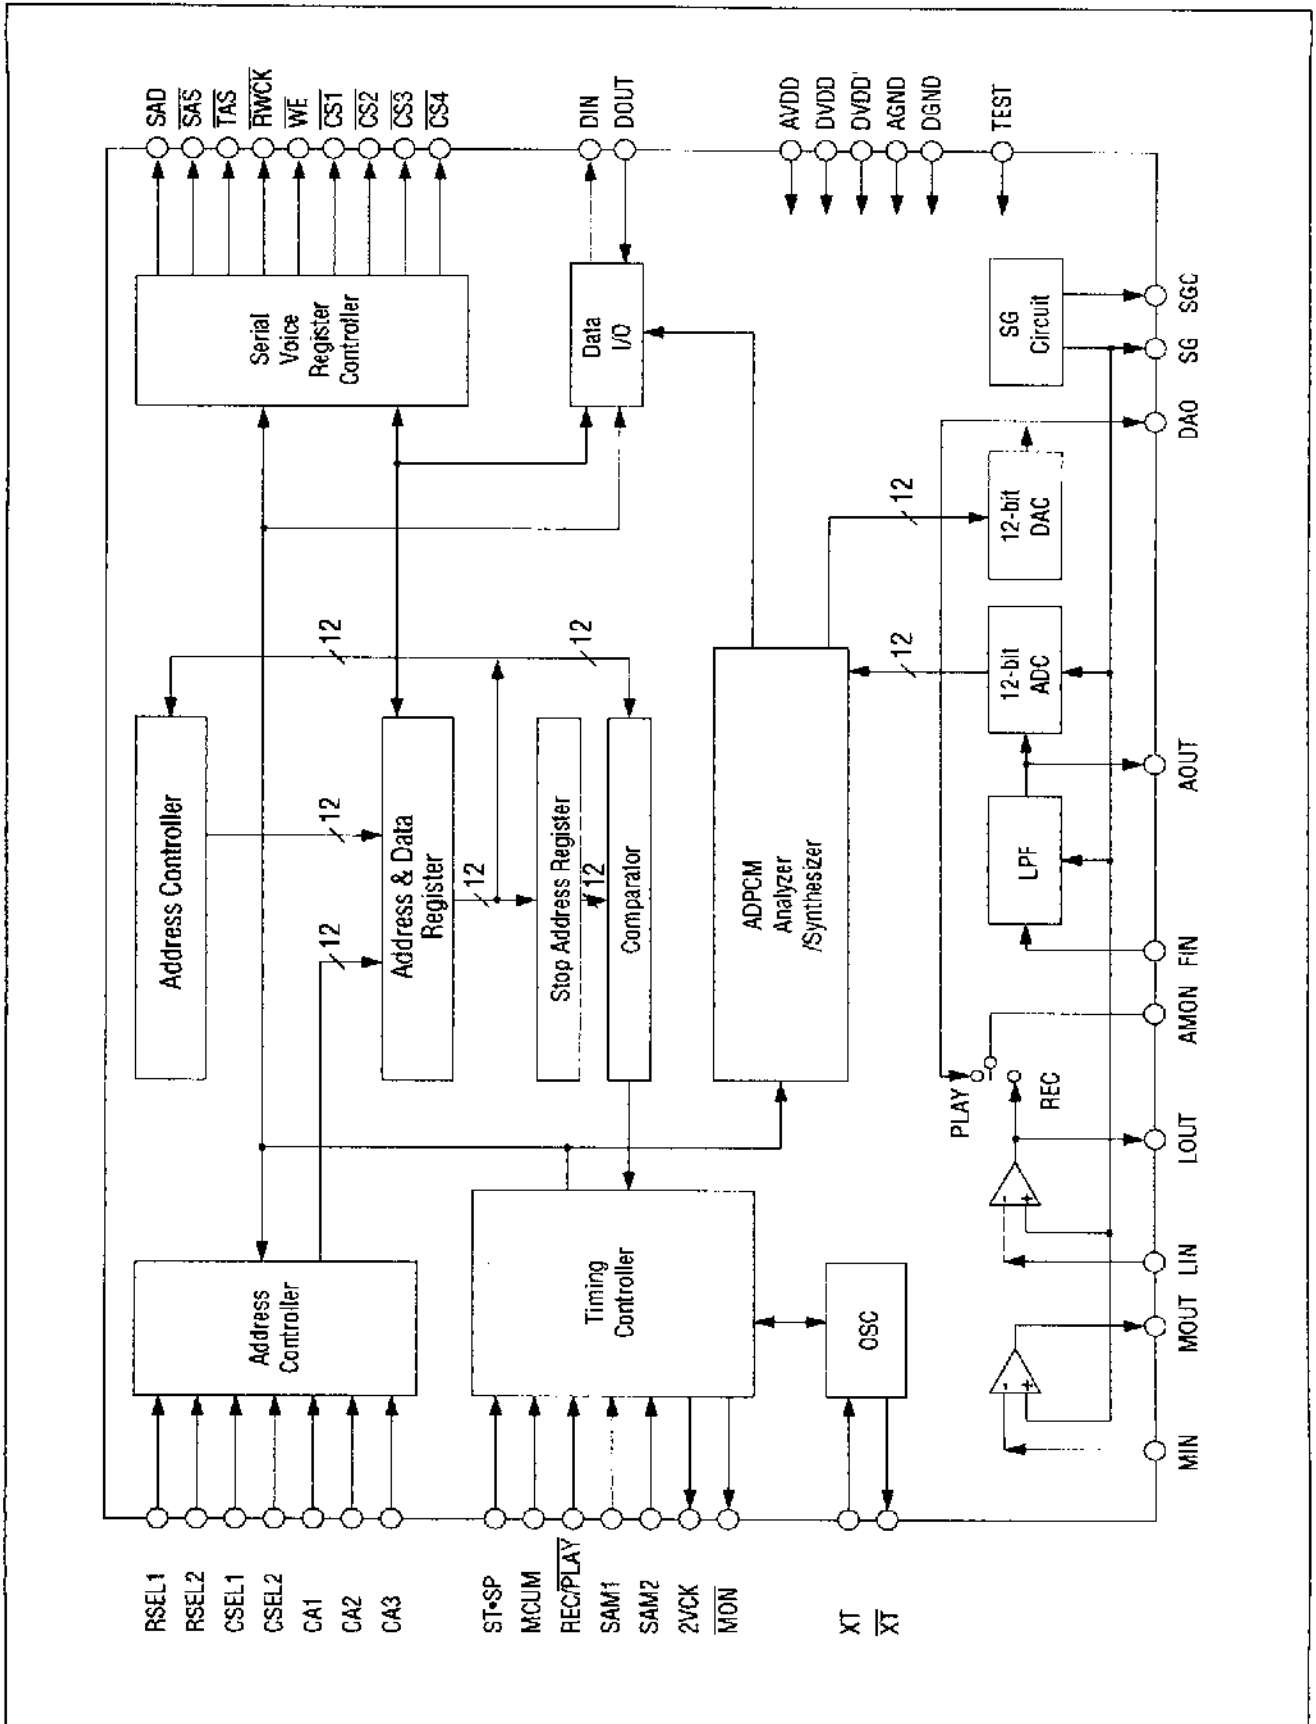 SAD
SAS
TAS
RWCK
WE
CS1
CS2
CS3
CS4
DIN
DOUT
AVDD
DVDD
DVDD'
AGND
DGND
TEST
Serial
Voice
Register
Controller
Data
I/O
SG
Circuit
SGC
SG
DAO
12
12-bit
DAC
12
12
Address Controller
12
12
Address & Data
Register
12
Stop Address Register
12
Comparator
ADPCM
Analyzer
/Synthesizer
12
12-bit
ADC
AOUT
LPF
FIN
AMON
PLAY
REC
LOUT
- +
LIN
MOUT
- +
MIN
Address
Controller
Timing
Controller
OSC
RSEL1
RSEL2
CSEL1
CSEL2
CA1
CA2
CA3
ST•SP
MCUM
REC/PLAY
SAM1
SAM2
2VCK
MON
XT
XT